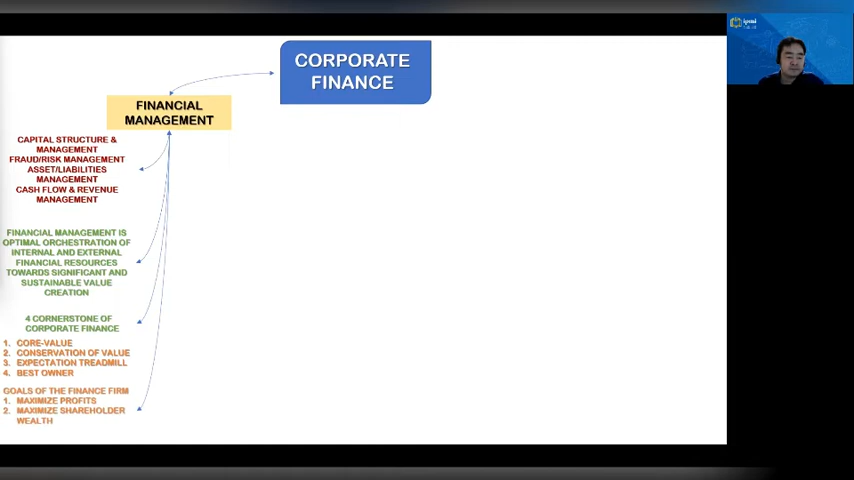 CORPORATE
FINANCE
FINANCIAL
MANAGEMENT
CAPITAL STRUCTURE &
MANAGEMENT
FRAUD/RISK MANAGEMENT
ASSET/LIABILITIES
MANAGEMENT
CASH FLOW & REVENUE
MANAGEMENT
FINANCIAL MANAGEMENT IS
OPTIMAL ORCHESTRATION OF
INTERNAL AND EXTERNAL
FINANCIAL RESOURCES
TOWARDS SIGNIFICANT AND
SUSTAINABLE VALUE
CREATION
4 CORNERSTONE OF
CORPORATE FINANCE
1. CORE-VALUE
2. CONSERVATION OF VALUE
3. EXPECTATION TREADMILL
4. BEST OWNER
GOALS OF THE FINANCE FIRM
1. MAXIMIZE PROFITS
2. MAXIMIZE SHAREHOLDER
WEALTH
ipmi